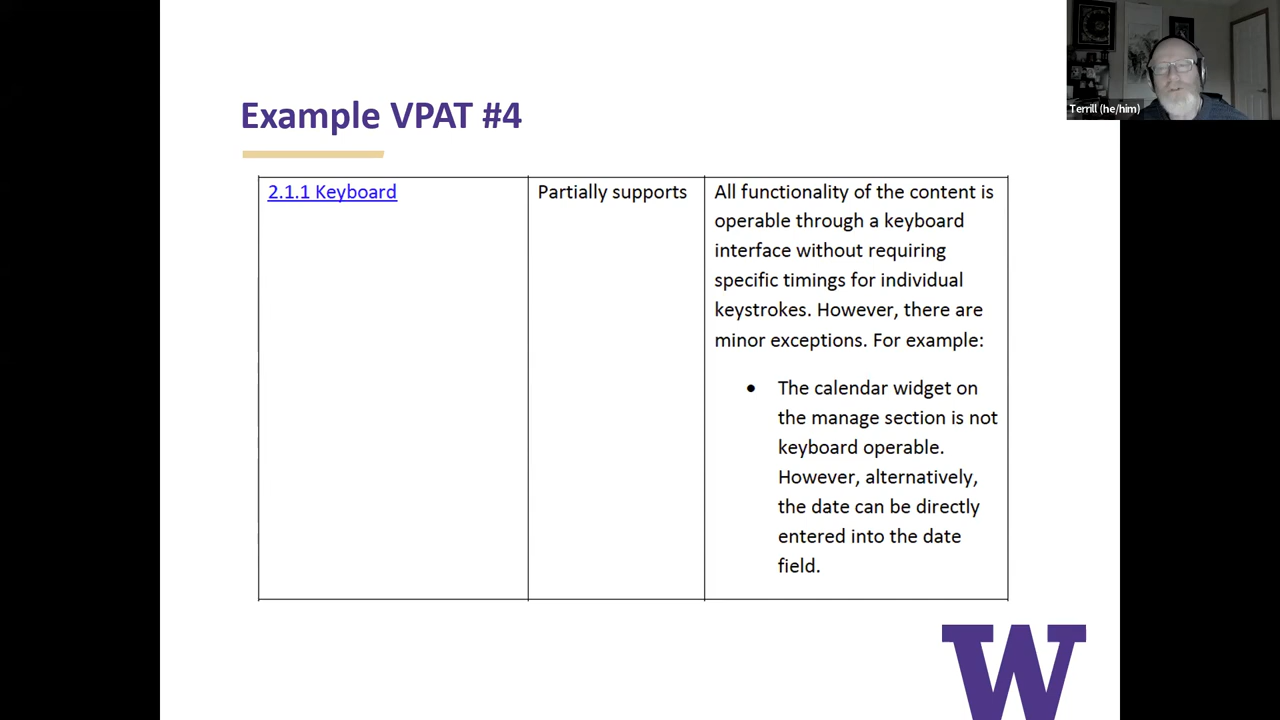 Example VPAT #4
Terrill (he/him)
2.1.1 Keyboard
Partially supports
All functionality of the content is
operable through a keyboard
interface without requiring
specific timings for individual
keystrokes. However, there are
minor exceptions. For example:
• The calendar widget on
the manage section is not
keyboard operable.
However, alternatively,
the date can be directly
entered into the date
field.
W